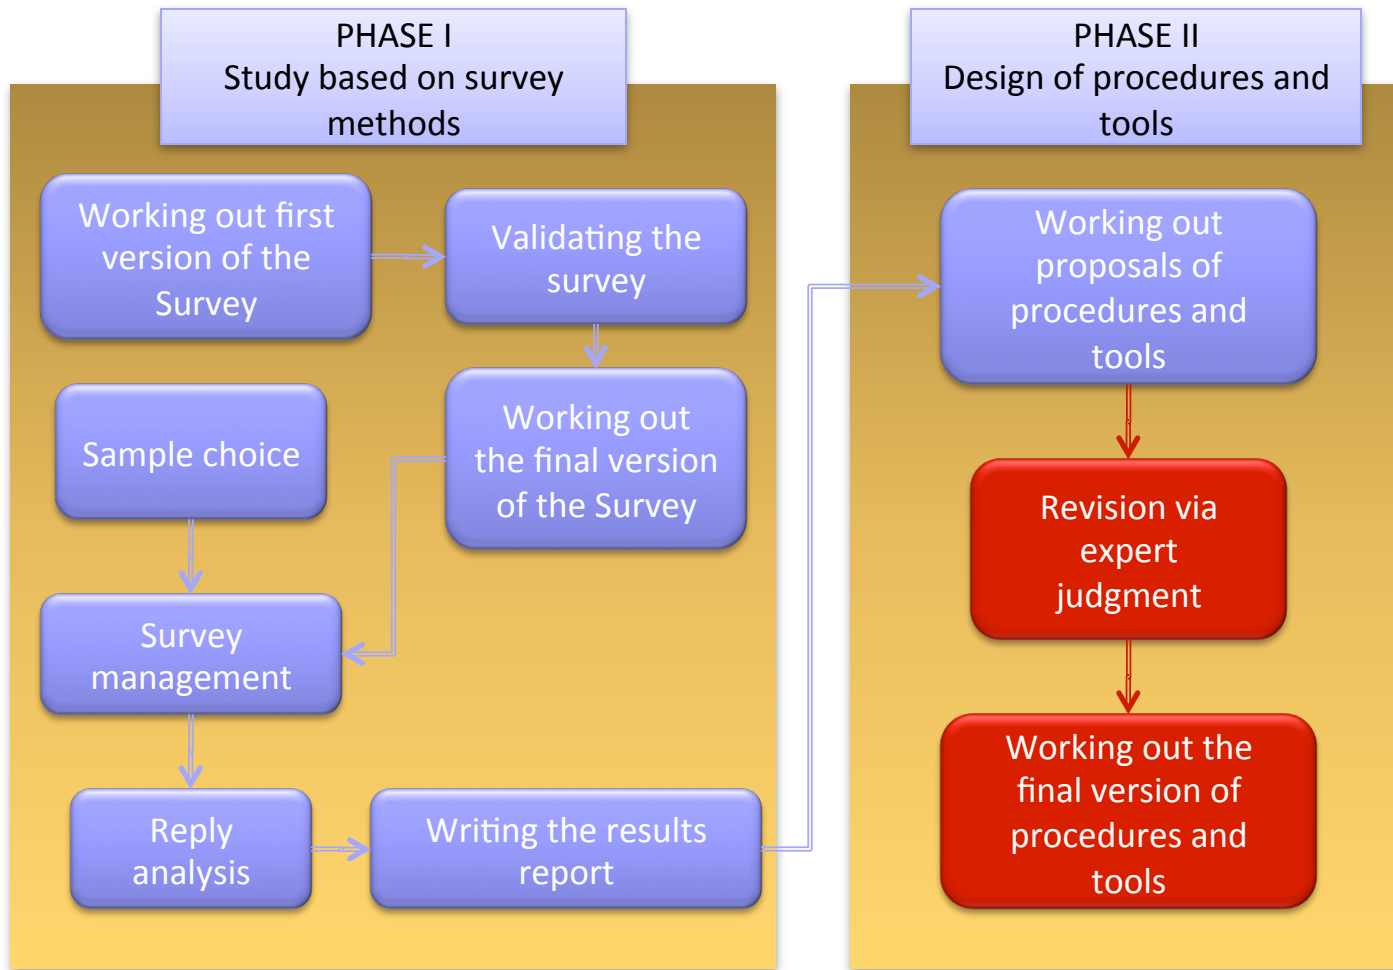 PHASE I
Study based on survey
methods
Working out first
version of the
Survey
Validating the
survey
Sample choice
Working out
the final version
of the Survey
Survey
management
Reply
analysis
Writing the results
report
PHASE II
Design of procedures and
tools
Working out
proposals of
procedures and
tools
Revision via
expert
judgment
Working out the
final version of
procedures and
tools